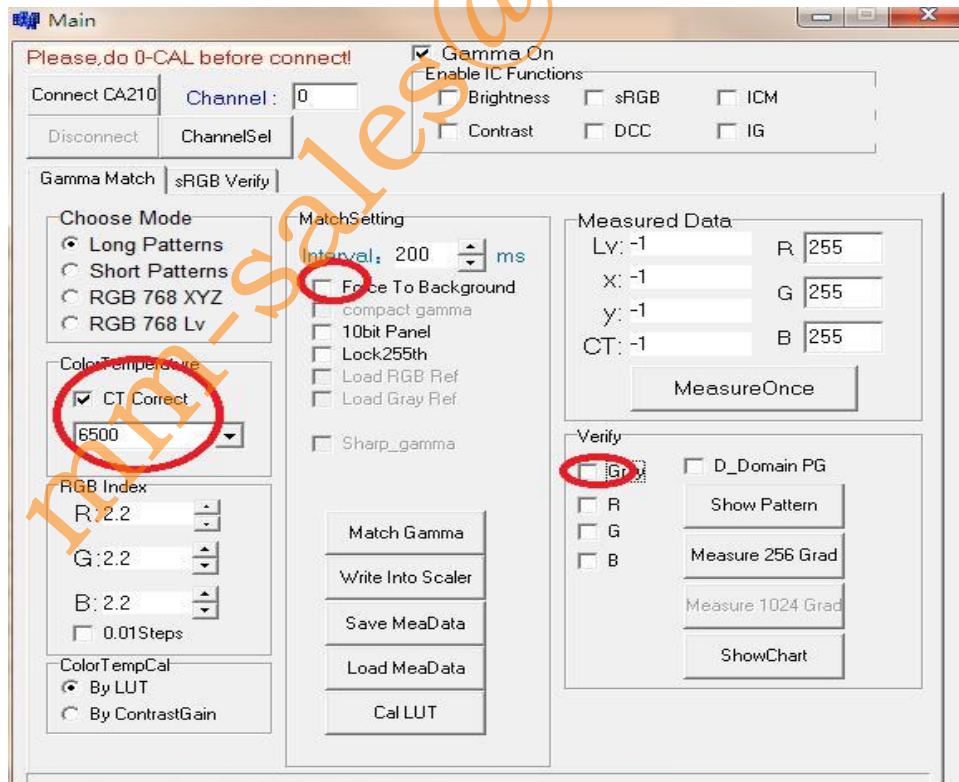 Main
Please,do 0-CAL before connect!
Gamma On
Enable IC Functions
Connect CA210
Channel :
0
Brightness
sRGB
ICM
Disconnect
ChannelSel
Contrast
DCC
IG
Gamma Match
sRGB Verify
Choose Mode
Long Patterns
Short Patterns
RGB 768 XYZ
RGB 768 Lv
ColorTemperature
CT Correct
6500
RGB Index
R: 2.2
G: 2.2
B: 2.2
0.01Steps
ColorTempCal
By LUT
By ContrastGain
MatchSetting
Interval: 200 ms
Force To Background
compact gamma
10bit Panel
Lock255th
Load RGB Ref
Load Gray Ref
Sharp_gamma
Match Gamma
Write Into Scaler
Save MeaData
Load MeaData
Cal LUT
Measured Data
Lv: -1
x: -1
y: -1
CT: -1
R 255
G 255
B 255
MeasureOnce
Verify
Gray
D_Domain PG
R
G
B
Show Pattern
Measure 256 Grad
Measure 1024 Grad
ShowChart
mm-sales@